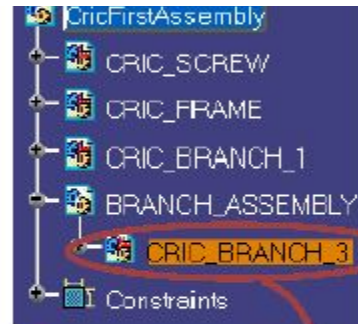 CricFirstAssembly
CRIC_SCREW
CRIC_FRAME
CRIC_BRANCH_1
BRANCH_ASSEMBLY
CRIC_BRANCH_3
Constraints